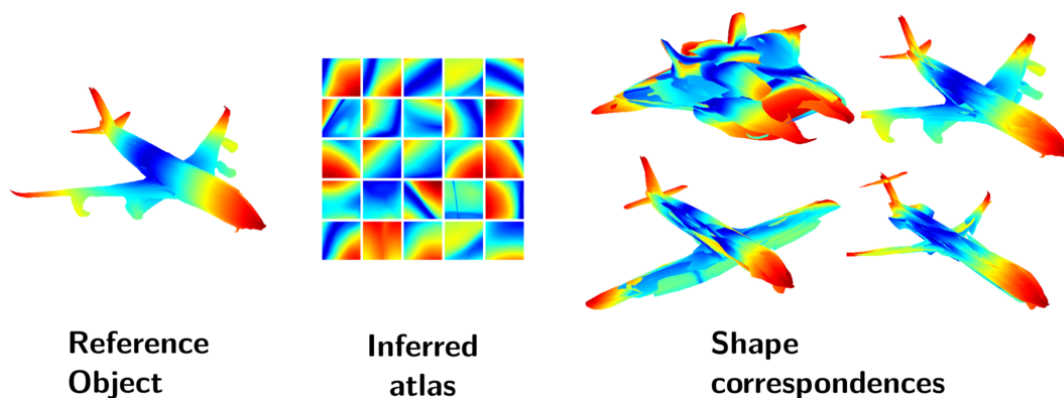 Reference
Object
Inferred
atlas
Shape
correspondences